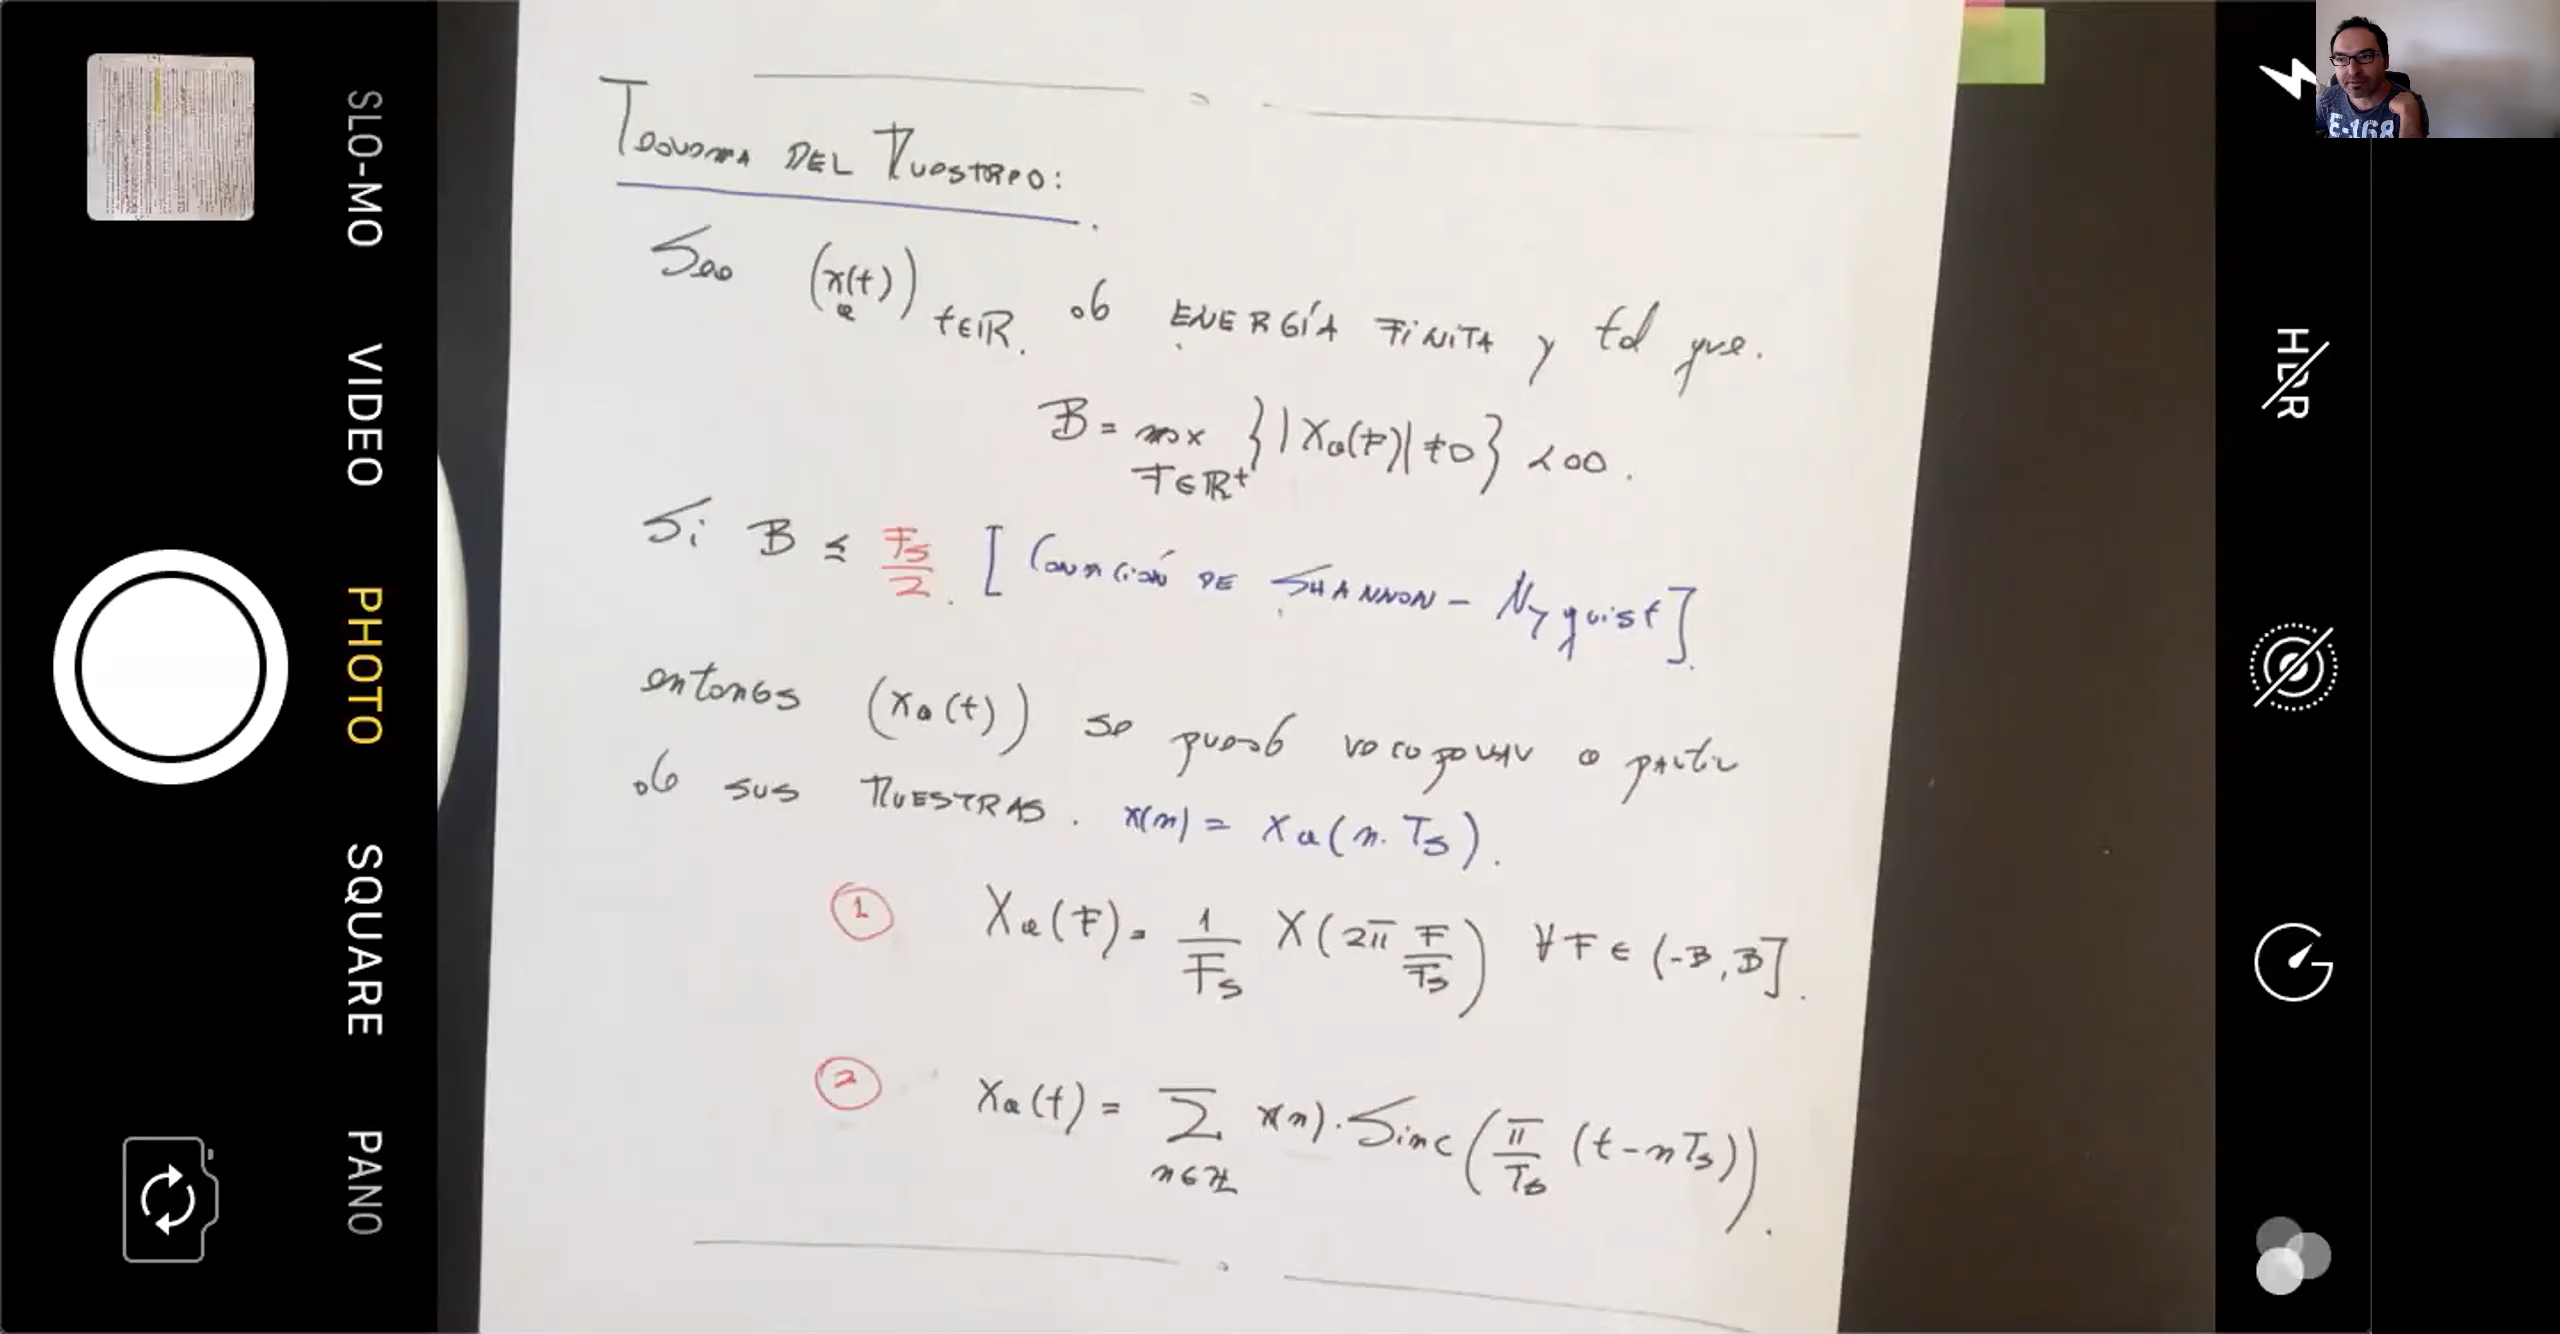 SLO-MO
VIDEO
PHOTO
SQUARE
PANO
HDR
E-168
Teorema DEL Muestreo:
Sea (xa(t)) t∈ℝ. de ENERGÍA FINITA y tal que.
B = max {|Xa(F)| ≠0} < ∞.
F∈ℝ+
Si B ≤ Fs/2. [Condición DE SHANNON - Nyquist].
entonces (xa(t)) se puede recuperar a partir
de sus MUESTRAS. x(n) = xa(n.Ts).
1 Xa(F) = 1/Fs X(2π F/Fs) ∀F ∈ (-B, B].
2 xa(t) = ∑ x(n). Sinc(π/Ts (t-nTs)).
n∈ℤ